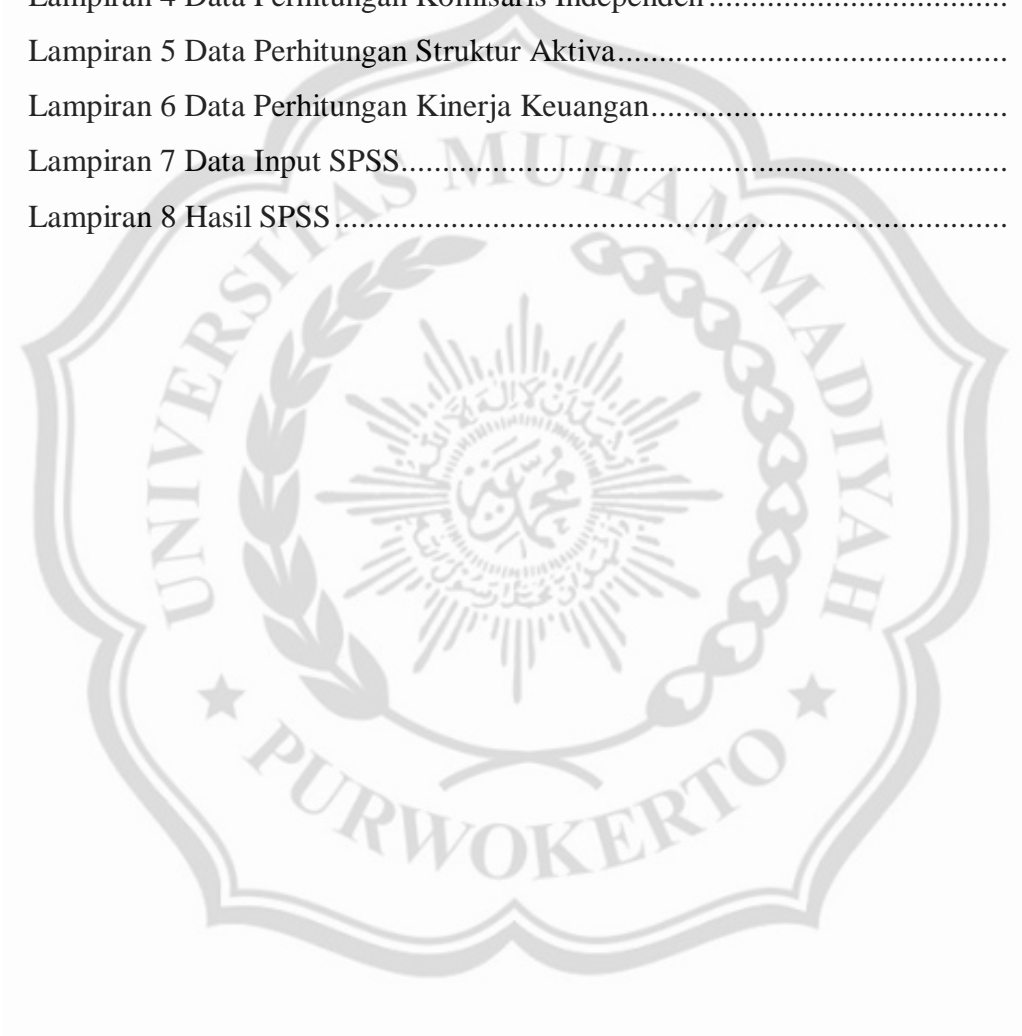 Lampiran 4 Data Perhitungan Komisaris Independen
Lampiran 5 Data Perhitungan Struktur Aktiva
Lampiran 6 Data Perhitungan Kinerja Keuangan
Lampiran 7 Data Input SPSS
Lampiran 8 Hasil SPSS
UNIVERSITAS MUHAMMADIYAH
PURWOKERTO